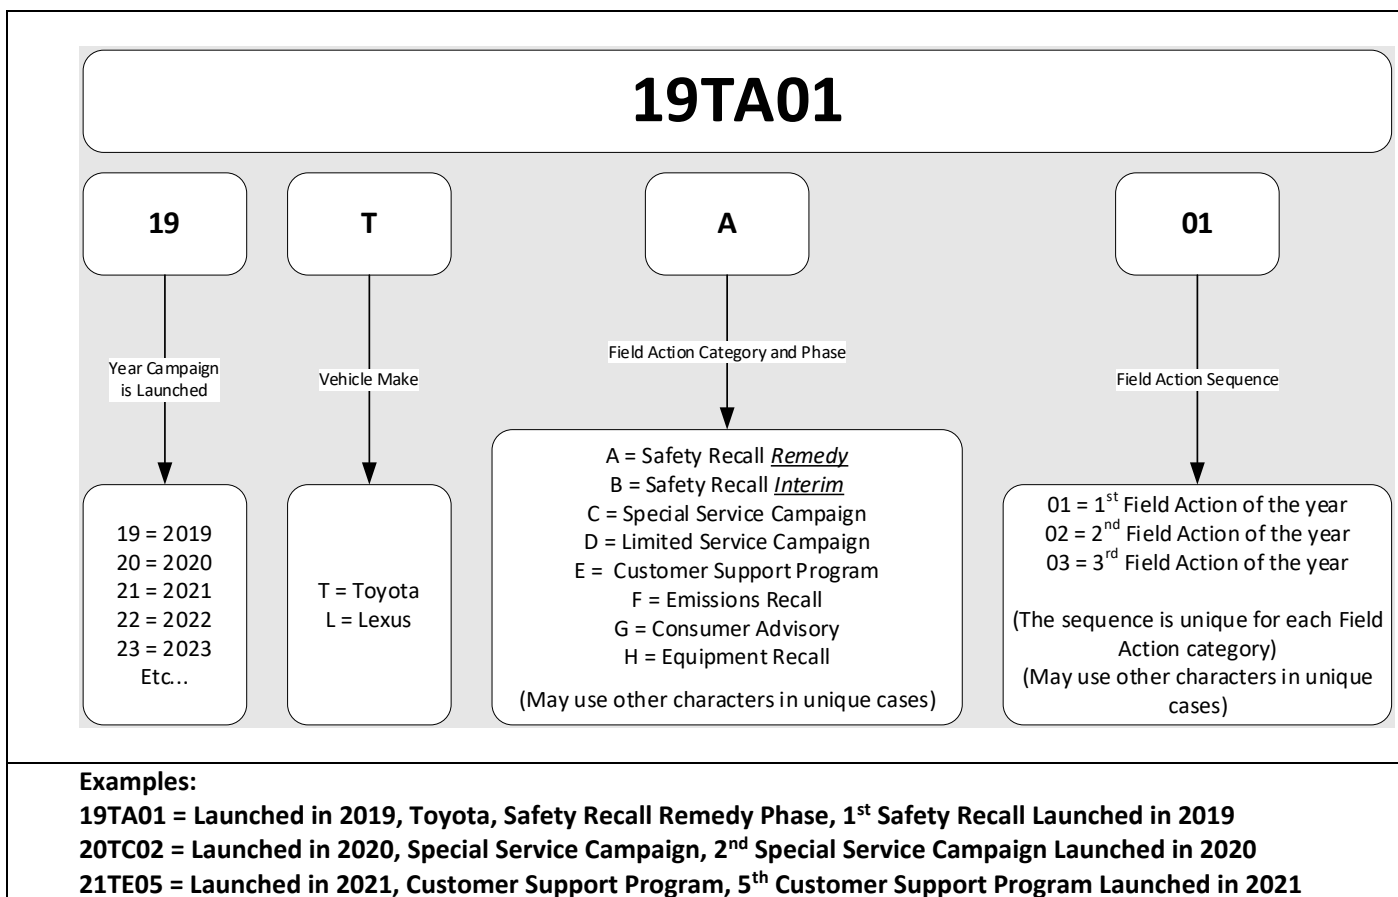 19TA01
19
T
A
01
Year Campaign
is Launched
Vehicle Make
Field Action Category and Phase
Field Action Sequence
19 = 2019
20 = 2020
21 = 2021
22 = 2022
23 = 2023
Etc...
T = Toyota
L = Lexus
A = Safety Recall Remedy
B = Safety Recall Interim
C = Special Service Campaign
D = Limited Service Campaign
E =  Customer Support Program
F = Emissions Recall
G = Consumer Advisory
H = Equipment Recall
(May use other characters in unique cases)
01 = 1st Field Action of the year
02 = 2nd Field Action of the year
03 = 3rd Field Action of the year
(The sequence is unique for each Field
Action category)
(May use other characters in unique
cases)
Examples:
19TA01 = Launched in 2019, Toyota, Safety Recall Remedy Phase, 1st Safety Recall Launched in 2019
20TC02 = Launched in 2020, Special Service Campaign, 2nd Special Service Campaign Launched in 2020
21TE05 = Launched in 2021, Customer Support Program, 5th Customer Support Program Launched in 2021